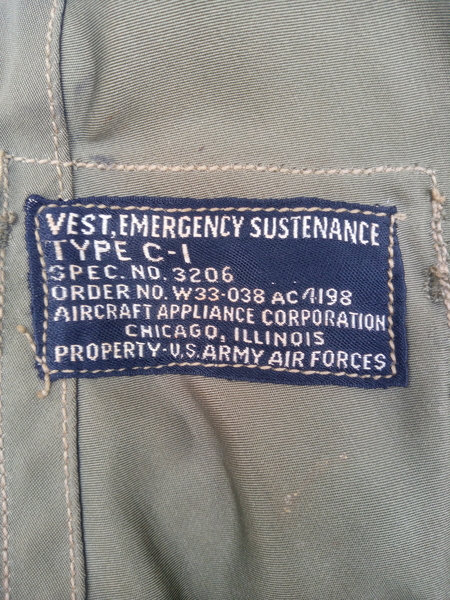 VEST, EMERGENCY SUSTENANCE
TYPE C-1
SPEC. NO. 3206
ORDER NO. W33-038 AC 4198
AIRCRAFT APPLIANCE CORPORATION
CHICAGO, ILLINOIS
PROPERTY-U.S. ARMY AIR FORCES